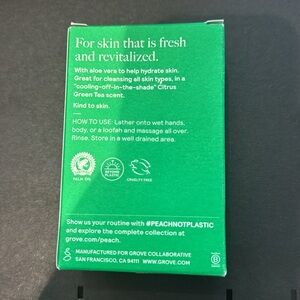 For skin that is fresh
and revitalized.
With aloe vera to help hydrate skin.
Great for cleansing all skin types, in a
"cooling-off-in-the-shade" Citrus
Green Tea scent.
Kind to skin.
HOW TO USE: Lather onto wet hands,
body, or a loofah and massage all over.
Rinse. Store in a well drained area.
PALM OIL
BEYOND
PLASTIC
CRUELTY FREE
Show us your routine with #PEACHNOTPLASTIC
and explore the complete collection at
grove.com/peach.
MANUFACTURED FOR GROVE COLLABORATIVE
SAN FRANCISCO, CA 94111 WWW.GROVE.COM
B